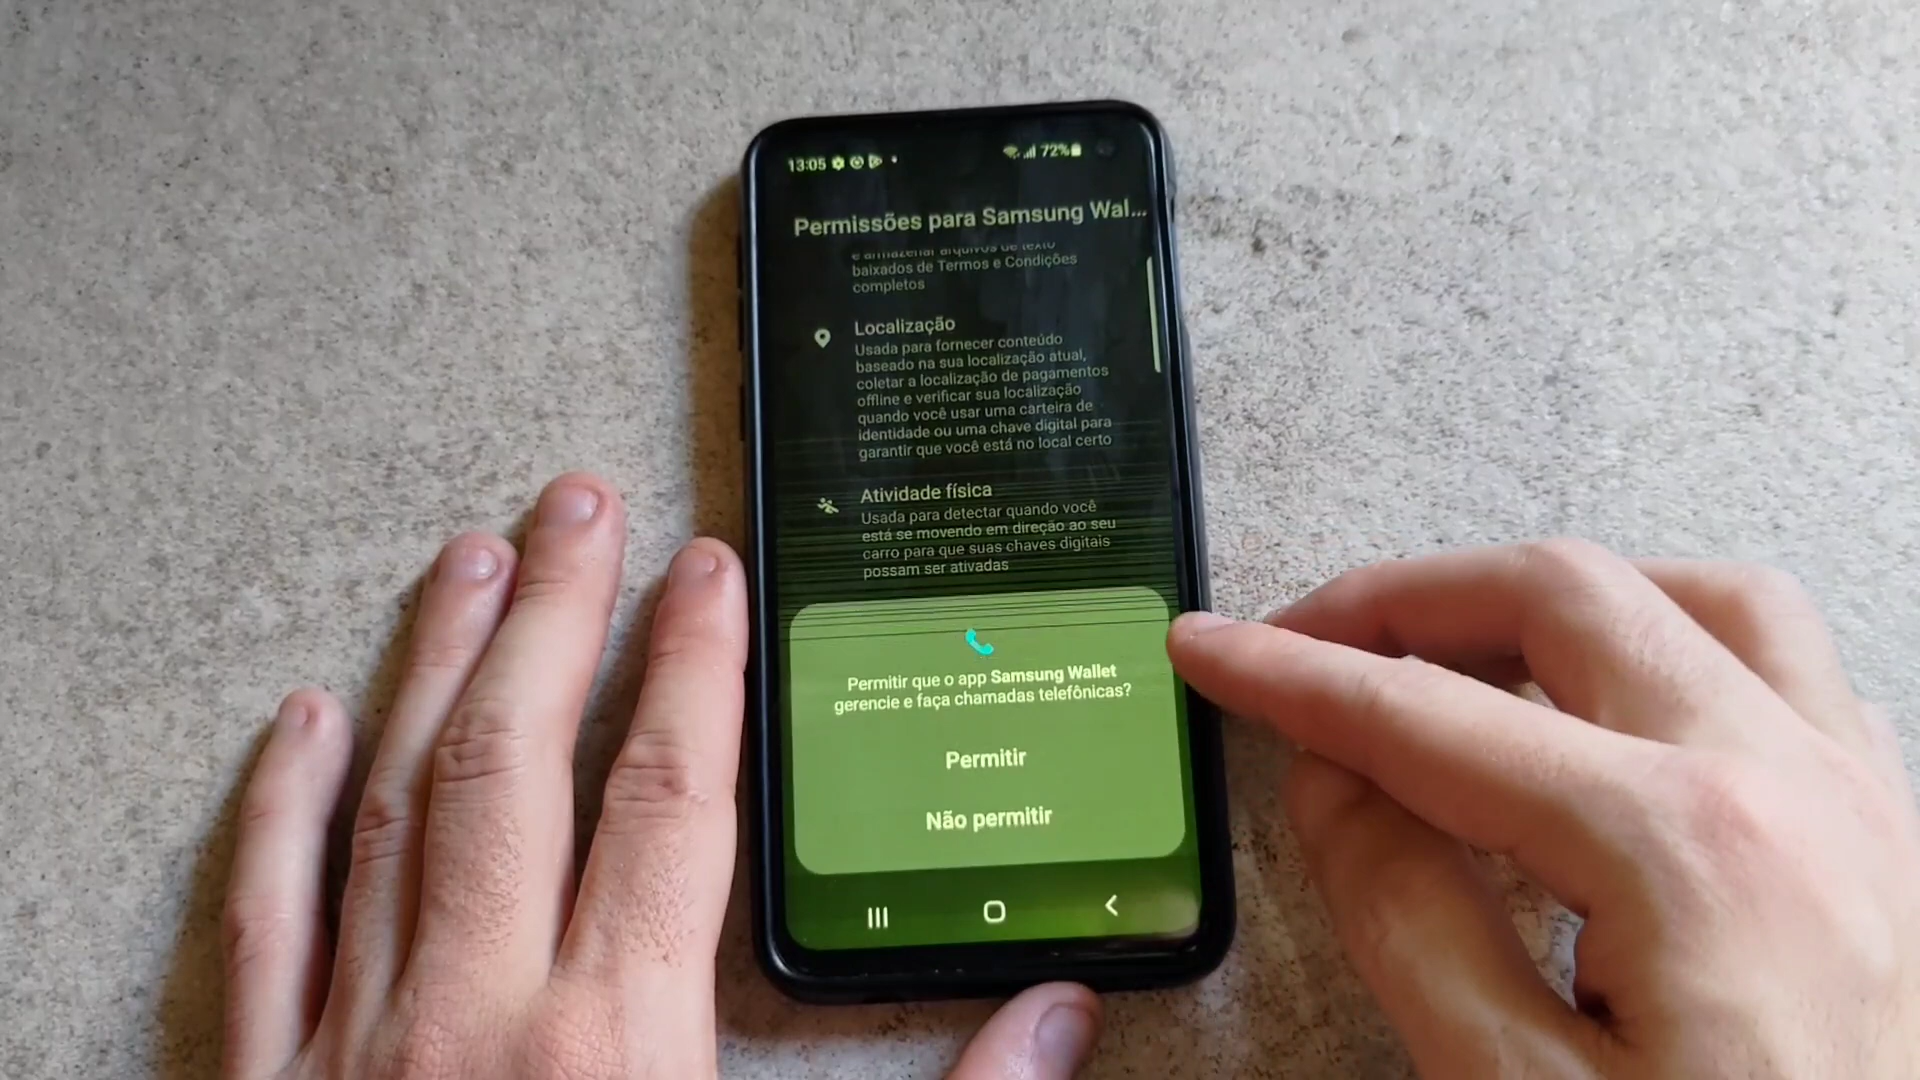 13:05
72%
Permissões para Samsung Wal...
e armazenar arquivos de texto
baixados de Termos e Condições
completos
Localização
Usada para fornecer conteúdo
baseado na sua localização atual,
coletar a localização de pagamentos
offline e verificar sua localização
quando você usar uma carteira de
identidade ou uma chave digital para
garantir que você está no local certo
Atividade física
Usada para detectar quando você
está se movendo em direção ao seu
carro para que suas chaves digitais
possam ser ativadas
Permitir que o app Samsung Wallet
gerencie e faça chamadas telefônicas?
Permitir
Não permitir